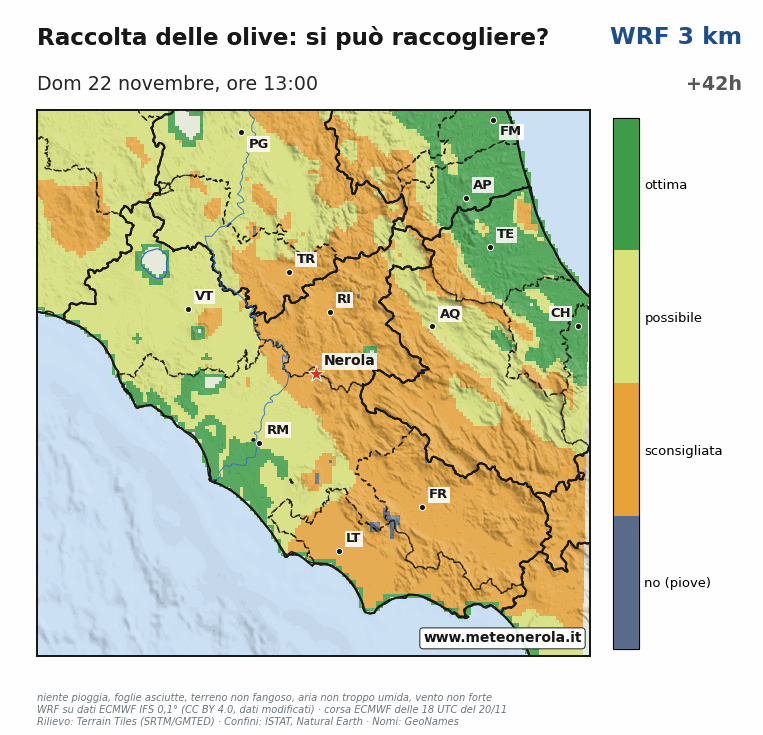 Raccolta delle olive: si può raccogliere?
WRF 3 km
Dom 22 novembre, ore 13:00
+42h
FM
PG
AP
TE
TR
VT
RI
AQ
CH
Nerola
RM
FR
LT
www.meteonerola.it
ottima
possibile
sconsigliata
no (piove)
niente pioggia, foglie asciutte, terreno non fangoso, aria non troppo umida, vento non forte
WRF su dati ECMWF IFS 0,1° (CC BY 4.0, dati modificati) · corsa ECMWF delle 18 UTC del 20/11
Rilievo: Terrain Tiles (SRTM/GMTED) · Confini: ISTAT, Natural Earth · Nomi: GeoNames